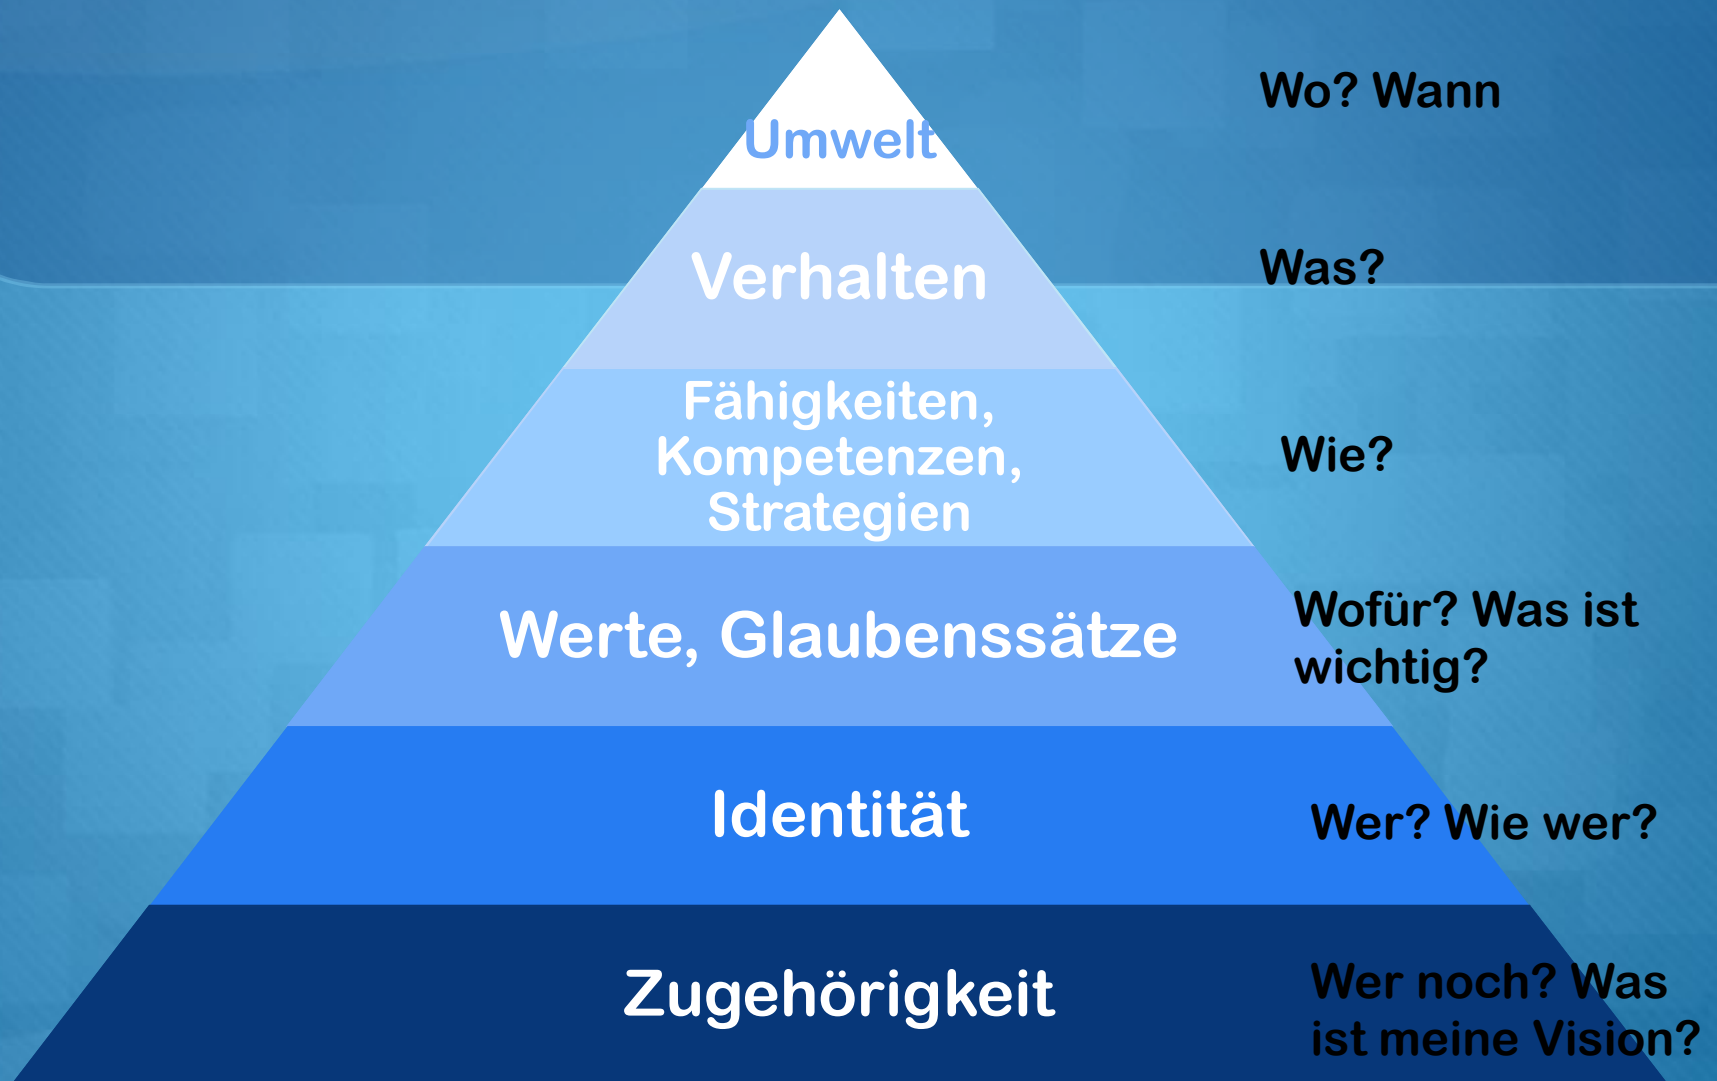 Umwelt
Wo? Wann
Verhalten
Was?
Fähigkeiten,
Kompetenzen,
Strategien
Wie?
Werte, Glaubenssätze
Wofür? Was ist
wichtig?
Identität
Wer? Wie wer?
Zugehörigkeit
Wer noch? Was
ist meine Vision?